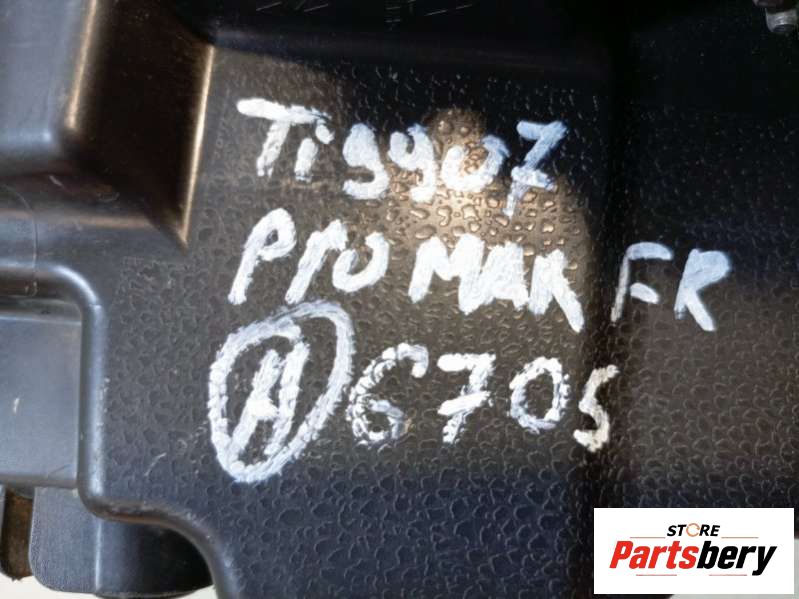 Tiggo7
Pro MAX FR
H 6705
STORE
Partsbery